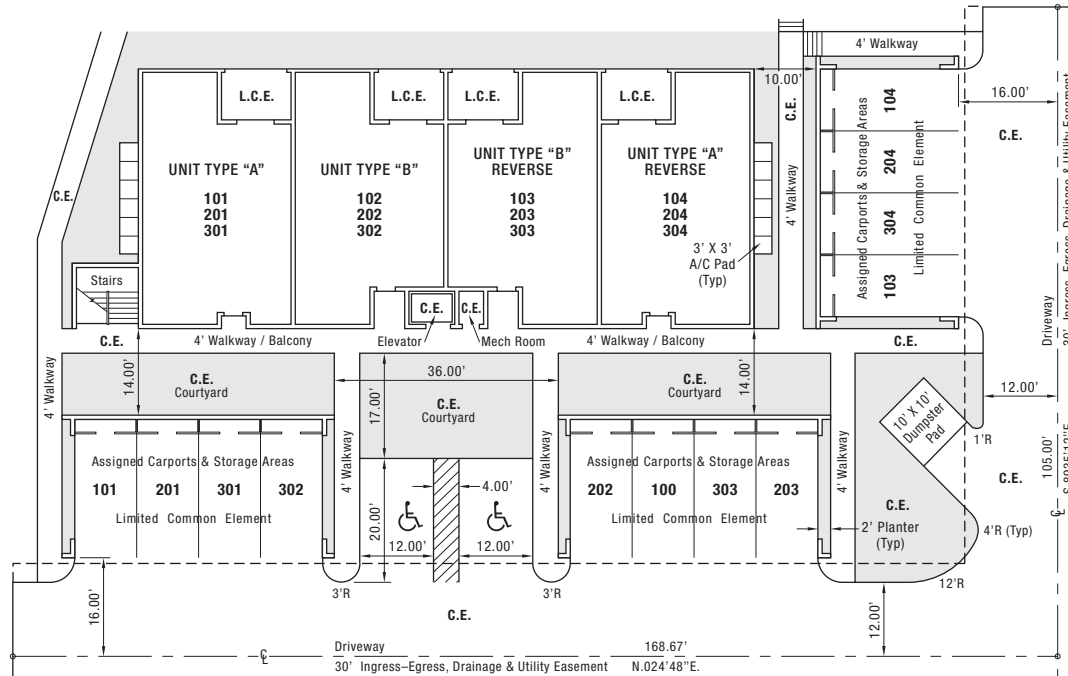 4' Walkway
10.00'
16.00'
L.C.E.
L.C.E.
L.C.E.
L.C.E.
C.E.
C.E.
UNIT TYPE "A"
101
201
301
UNIT TYPE "B"
102
202
302
UNIT TYPE "B"
REVERSE
103
203
303
UNIT TYPE "A"
REVERSE
104
204
304
3' X 3'
A/C Pad
(Typ)
4' Walkway
Assigned Carports & Storage Areas
104
204
304
103
Limited Common Element
C.E.
Stairs
C.E.
4' Walkway / Balcony
C.E.
Elevator
C.E.
Mech Room
4' Walkway / Balcony
C.E.
Driveway
30' Ingress–Egress, Drainage & Utility Easement
4' Walkway
14.00'
C.E.
Courtyard
36.00'
17.00'
C.E.
Courtyard
C.E.
Courtyard
14.00'
12.00'
10' X 10'
Dumpster
Pad
1'R
105.00'
C.E.
Assigned Carports & Storage Areas
101 201 301 302
Limited Common Element
4' Walkway
20.00'
4.00'
12.00'
12.00'
4' Walkway
Assigned Carports & Storage Areas
202 100 303 203
Limited Common Element
4' Walkway
2' Planter
(Typ)
C.E.
4'R (Typ)
12'R
3'R
3'R
16.00'
C.E.
12.00'
Driveway 168.67'
30' Ingress–Egress, Drainage & Utility Easement N.024'48"E.